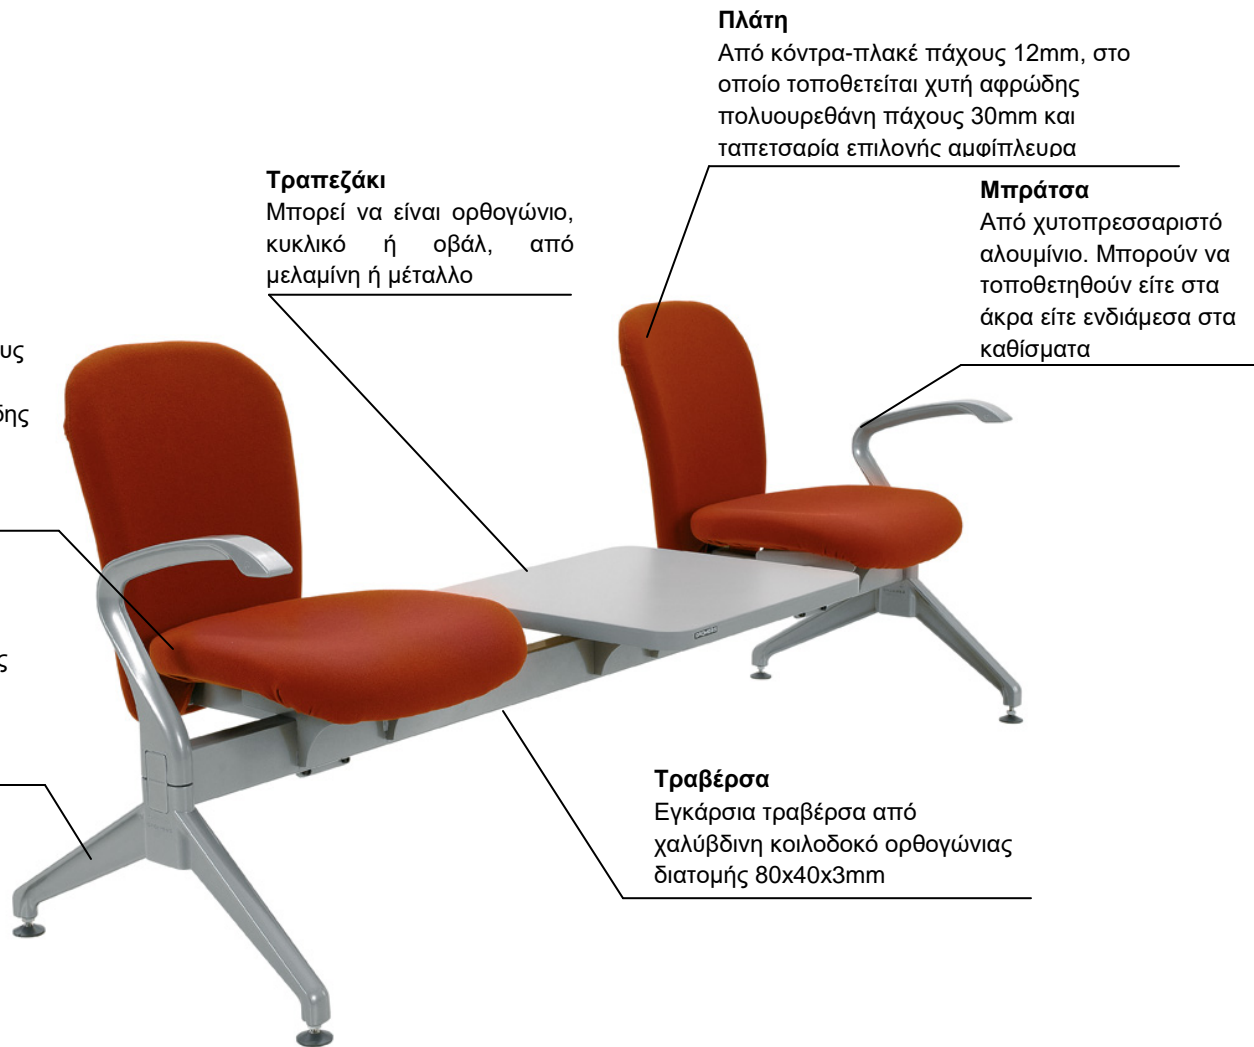 Πλάτη
Από κόντρα-πλακέ πάχους 12mm, στο
οποίο τοποθετείται χυτή αφρώδης
πολυουρεθάνη πάχους 30mm και
ταπετσαρία επιλογής αμφίπλευρα
Τραπεζάκι
Μπορεί να είναι ορθογώνιο,
κυκλικό ή οβάλ, από
μελαμίνη ή μέταλλο
Μπράτσα
Από χυτοπρεσσαριστό
αλουμίνιο. Μπορούν να
τοποθετηθούν είτε στα
άκρα είτε ενδιάμεσα στα
καθίσματα
Τραβέρσα
Εγκάρσια τραβέρσα από
χαλύβδινη κοιλοδοκό ορθογώνιας
διατομής 80x40x3mm